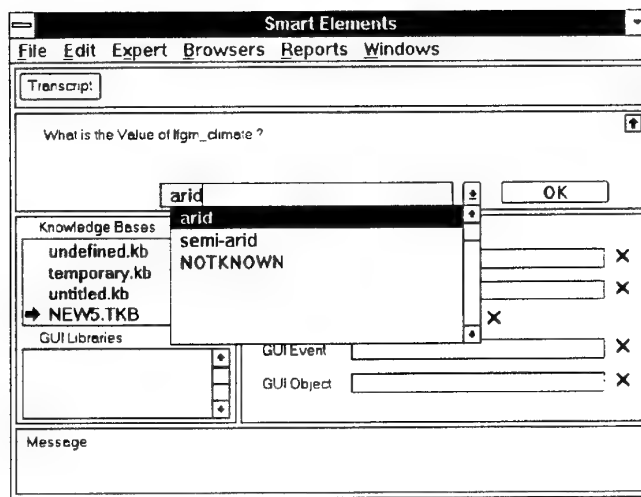 Smart Elements
File Edit Expert Browsers Reports Windows
Transcript
What is the Value of lfgm_climate ?
arid
OK
arid
semi-arid
NOTKNOWN
Knowledge Bases
undefined.kb
temporary.kb
untitled.kb
NEW5.TKB
GUI Libraries
GUI Event
GUI Object
Message